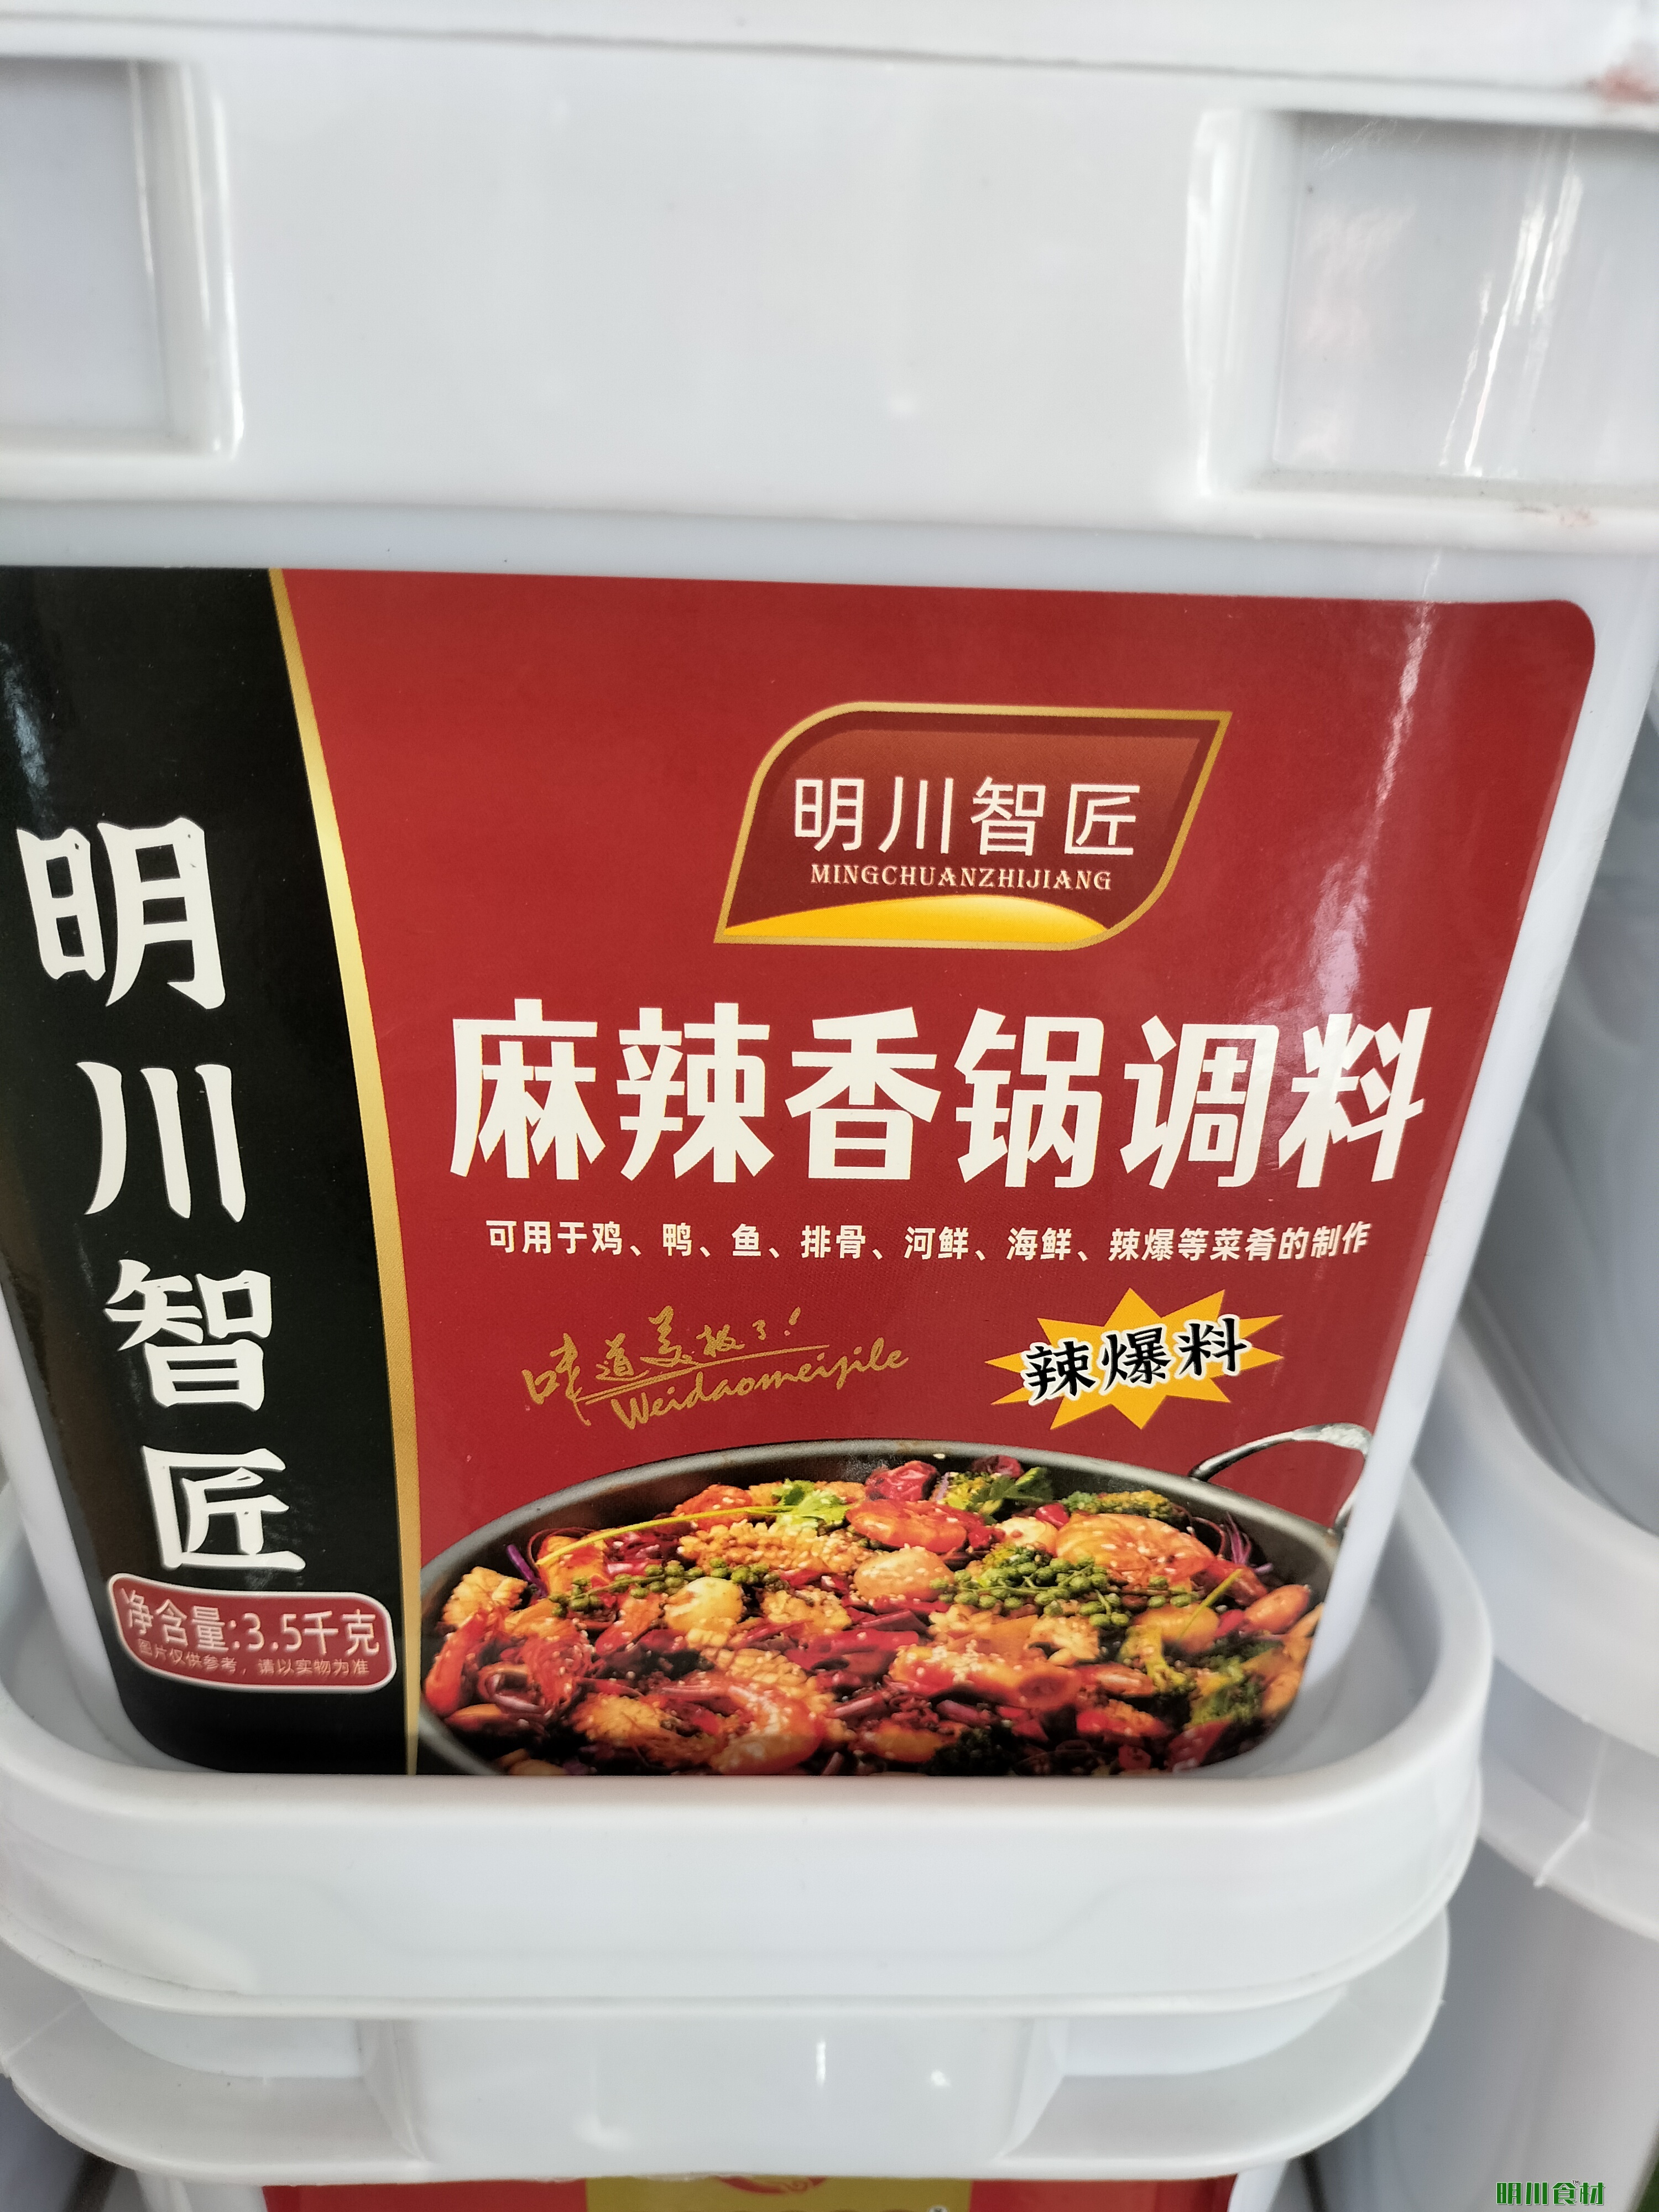 明川智匠
明川智匠
MINGCHUANZHIJIANG
麻辣香锅调料
可用于鸡、鸭、鱼、排骨、河鲜、海鲜、辣爆等菜肴的制作
味道美极了!
Weidaomeijile
辣爆料
净含量:3.5千克
图片仅供参考，请以实物为准
明川食材